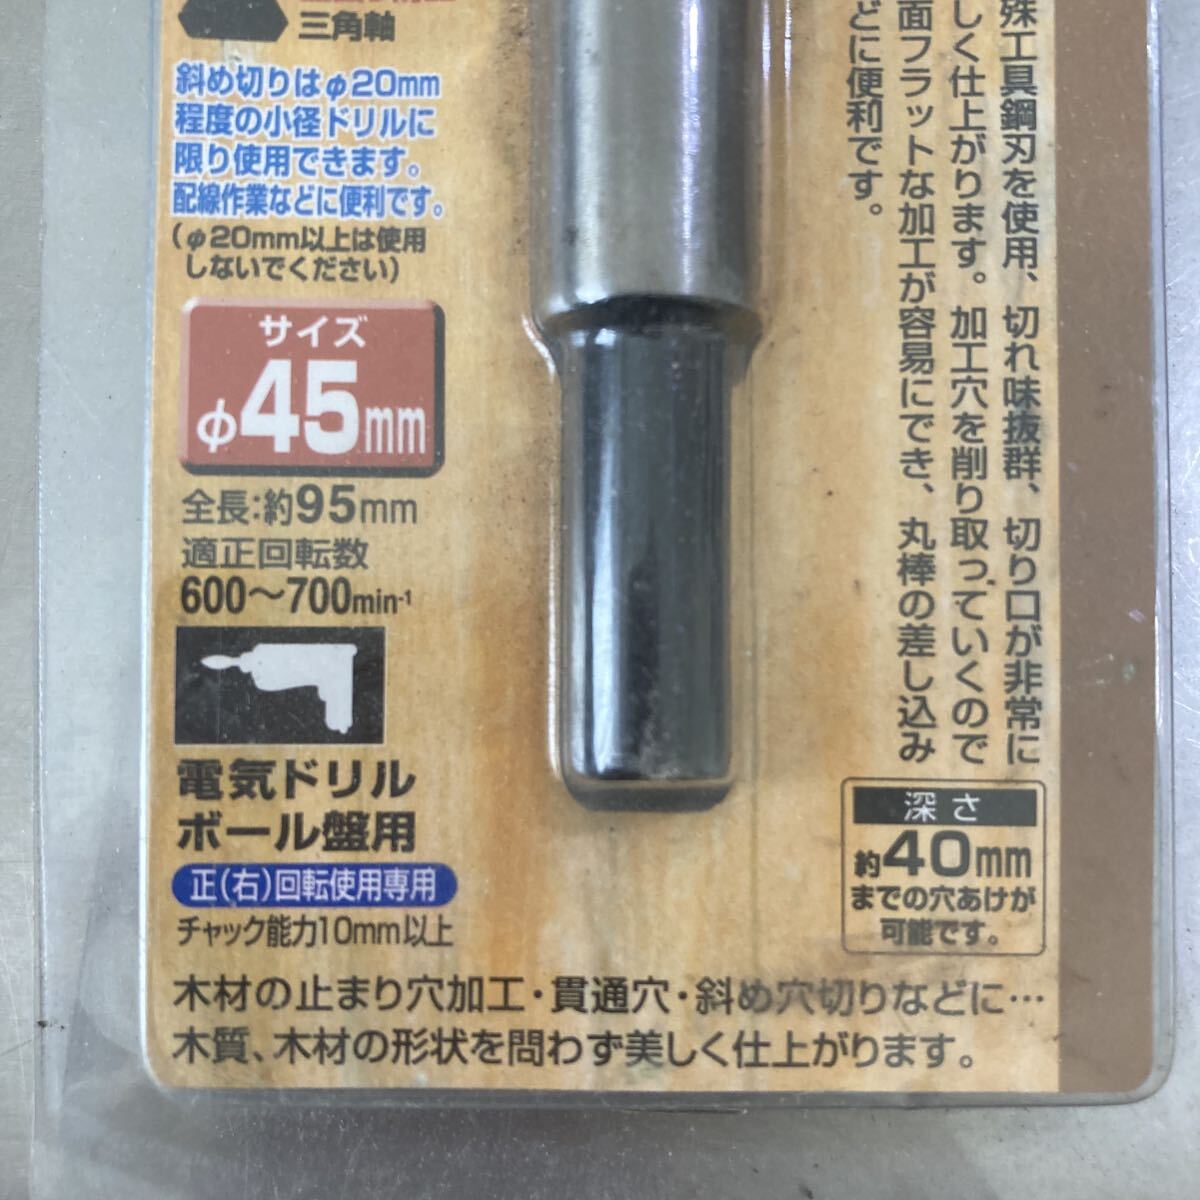 三角軸
斜め切りはφ20mm
程度の小径ドリルに
限り使用できます。
配線作業などに便利です。
(φ20mm以上は使用
しないでください)
サイズ
φ45mm
全長:約95mm
適正回転数
600〜700min-1
電気ドリル
ボール盤用
正(右)回転使用専用
チャック能力10mm以上
殊工具鋼刃を使用、切れ味抜群、切り口が非常に
しく仕上がります。加工穴を削り取っていくので
面フラットな加工が容易にでき、丸棒の差し込み
どに便利です。
深さ
約40mm
までの穴あけが
可能です。
木材の止まり穴加工・貫通穴・斜め穴切りなどに…
木質、木材の形状を問わず美しく仕上がります。